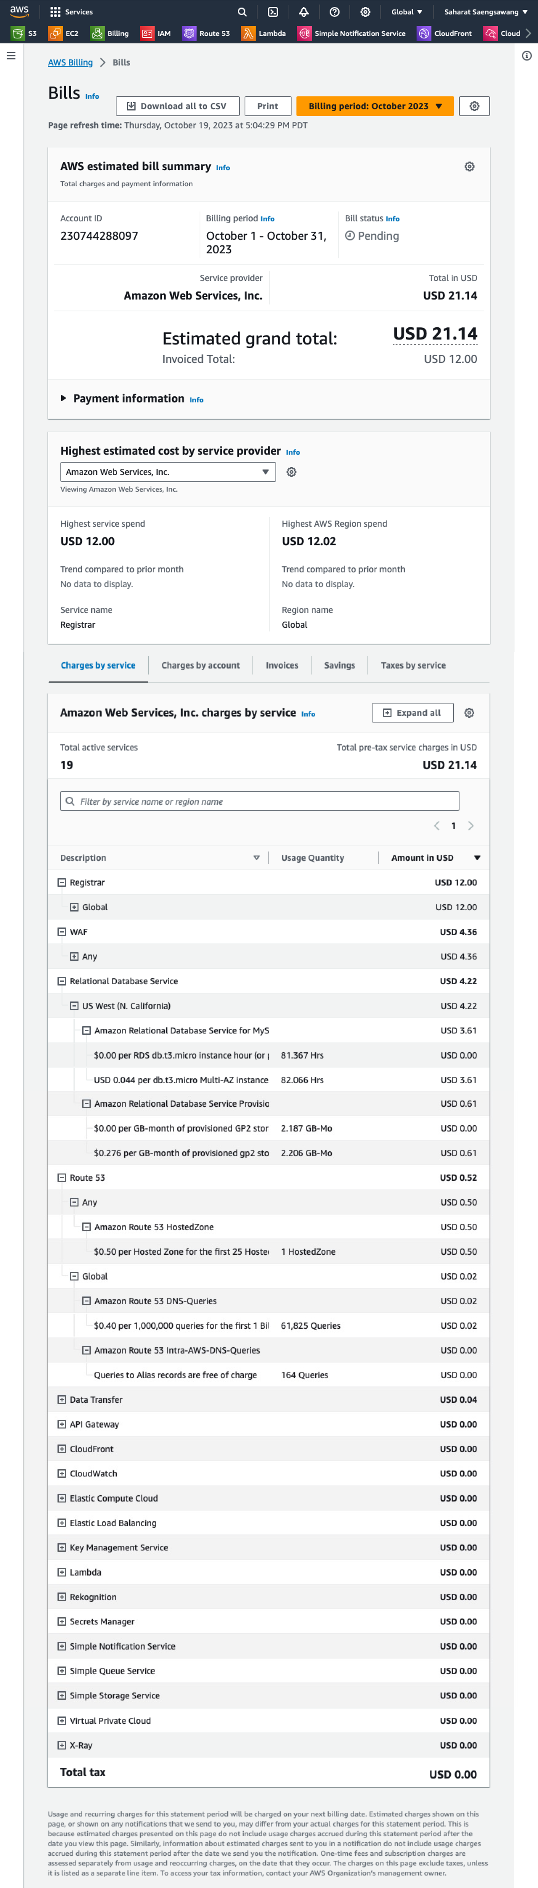 aws Services Global Saharat Saengsawang
S3 EC2 Billing IAM Route 53 Lambda Simple Notification Service CloudFront Cloud
AWS Billing Bills
Bills Info
Download all to CSV Print Billing period: October 2023
Page refresh time: Thursday, October 19, 2023 at 5:04:29 PM PDT
AWS estimated bill summary Info
Total charges and payment information
Account ID Billing period Info Bill status Info
230744288097 October 1 - October 31, Pending
2023
Service provider Total in USD
Amazon Web Services, Inc. USD 21.14
Estimated grand total: USD 21.14
Invoiced Total: USD 12.00
Payment information Info
Highest estimated cost by service provider Info
Amazon Web Services, Inc.
Viewing Amazon Web Services, Inc.
Highest service spend Highest AWS Region spend
USD 12.00 USD 12.02
Trend compared to prior month Trend compared to prior month
No data to display. No data to display.
Service name Region name
Registrar Global
Charges by service Charges by account Invoices Savings Taxes by service
Amazon Web Services, Inc. charges by service Info Expand all
Total active services Total pre-tax service charges in USD
19 USD 21.14
Filter by service name or region name
1
Description Usage Quantity Amount in USD
Registrar USD 12.00
Global USD 12.00
WAF USD 4.36
Any USD 4.36
Relational Database Service USD 4.22
US West (N. California) USD 4.22
Amazon Relational Database Service for MyS USD 3.61
$0.00 per RDS db.t3.micro instance hour (or 81.367 Hrs USD 0.00
USD 0.044 per db.t3.micro Multi-AZ instance 82.066 Hrs USD 3.61
Amazon Relational Database Service Provisio USD 0.61
$0.00 per GB-month of provisioned GP2 stor 2.187 GB-Mo USD 0.00
$0.276 per GB-month of provisioned gp2 sto 2.206 GB-Mo USD 0.61
Route 53 USD 0.52
Any USD 0.50
Amazon Route 53 HostedZone USD 0.50
$0.50 per Hosted Zone for the first 25 Hoste 1 HostedZone USD 0.50
Global USD 0.02
Amazon Route 53 DNS-Queries USD 0.02
$0.40 per 1,000,000 queries for the first 1 Bil 61,825 Queries USD 0.02
Amazon Route 53 Intra-AWS-DNS-Queries USD 0.00
Queries to Alias records are free of charge 164 Queries USD 0.00
Data Transfer USD 0.04
API Gateway USD 0.00
CloudFront USD 0.00
CloudWatch USD 0.00
Elastic Compute Cloud USD 0.00
Elastic Load Balancing USD 0.00
Key Management Service USD 0.00
Lambda USD 0.00
Rekognition USD 0.00
Secrets Manager USD 0.00
Simple Notification Service USD 0.00
Simple Queue Service USD 0.00
Simple Storage Service USD 0.00
Virtual Private Cloud USD 0.00
X-Ray USD 0.00
Total tax USD 0.00
Usage and recurring charges for this statement period will be charged on your next billing date. Estimated charges shown on this
page, or shown on any notifications that we send to you, may differ from your actual charges for this statement period. This is
because estimated charges presented on this page do not include usage charges accrued during this statement period after the
date you view this page. Similarly, information about estimated charges sent to you in a notification do not include usage charges
accrued during this statement period after the date we send you the notification. One-time fees and subscription charges are
assessed separately from usage and reoccurring charges, on the date that they occur. The charges on this page exclude taxes, unless
it is listed as a separate line item. To access your tax information, contact your AWS Organization's management owner.